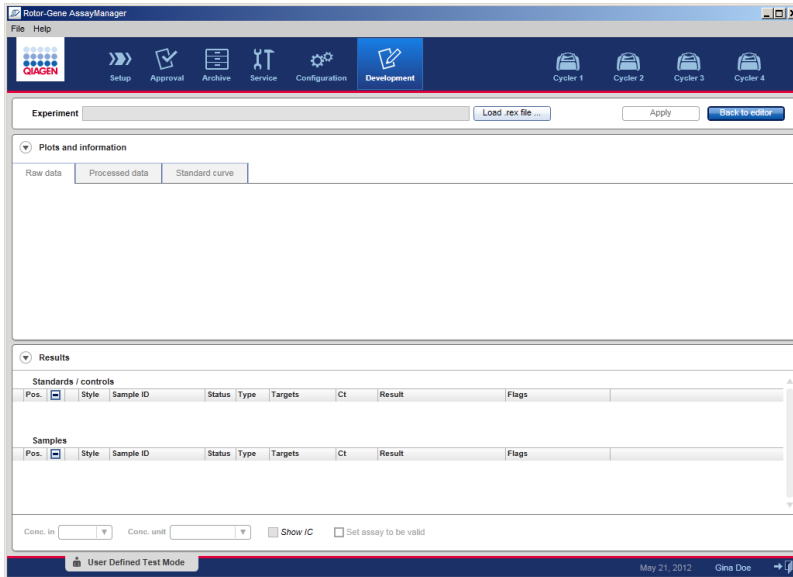 Rotor-Gene AssayManager
File Help
QIAGEN
Setup Approval Archive Service Configuration Development Cycler 1 Cycler 2 Cycler 3 Cycler 4
Experiment Load .rex file ... Apply Back to editor
Plots and information
Raw data Processed data Standard curve
Results
Standards / controls
Pos. Style Sample ID Status Type Targets Ct Result Flags
Samples
Pos. Style Sample ID Status Type Targets Ct Result Flags
Conc. in Conc. unit Show IC Set assay to be valid
User Defined Test Mode May 21, 2012 Gina Doe